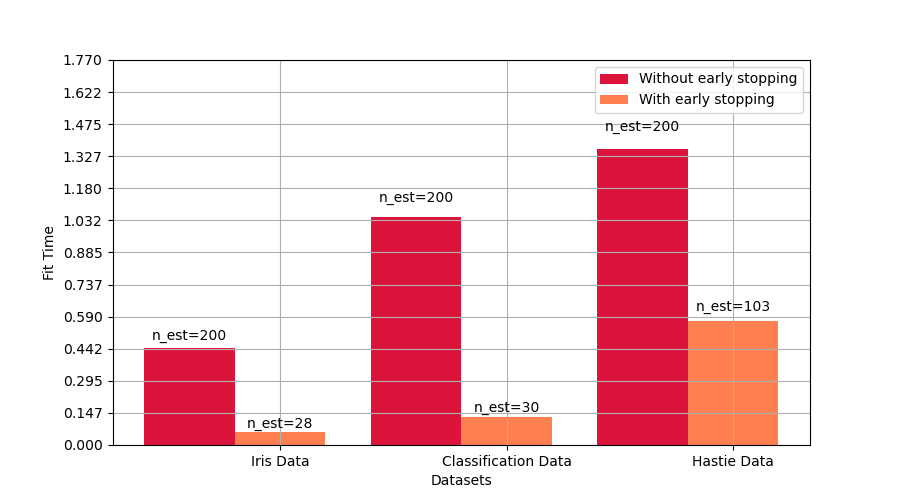 1.770
1.622
1.475
1.327
1.180
1.032
0.885
0.737
0.590
0.442
0.295
0.147
0.000
Fit Time
Without early stopping
With early stopping
n_est=200
n_est=200
n_est=103
n_est=200
n_est=30
n_est=28
Iris Data
Classification Data
Hastie Data
Datasets